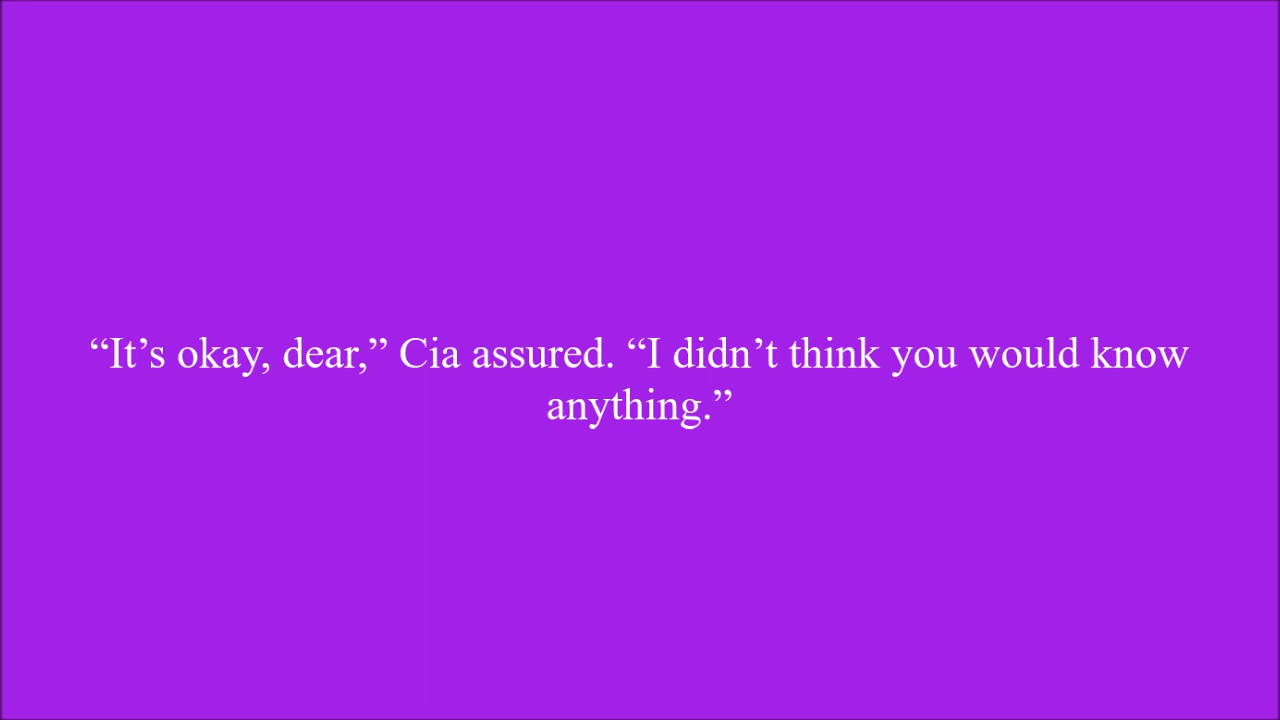 “It’s okay, dear,” Cia assured. “I didn’t think you would know
anything.”